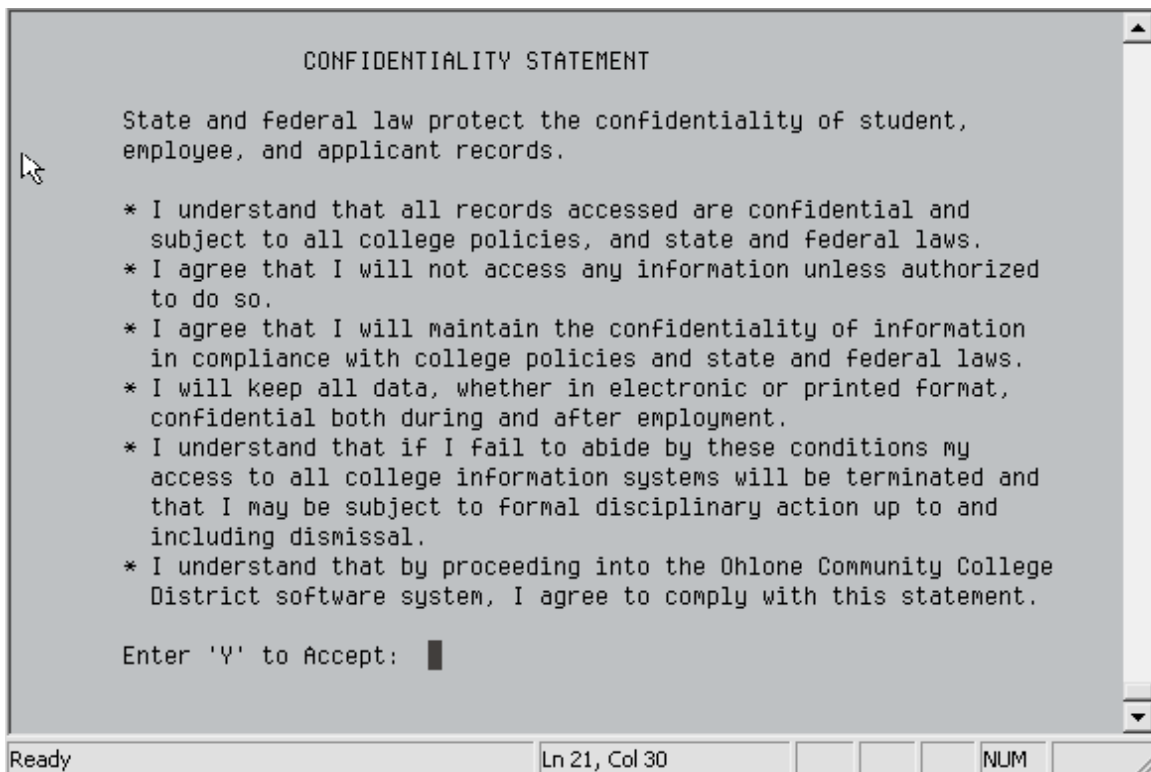 CONFIDENTIALITY STATEMENT
State and federal law protect the confidentiality of student,
employee, and applicant records.
* I understand that all records accessed are confidential and
subject to all college policies, and state and federal laws.
* I agree that I will not access any information unless authorized
to do so.
* I agree that I will maintain the confidentiality of information
in compliance with college policies and state and federal laws.
* I will keep all data, whether in electronic or printed format,
confidential both during and after employment.
* I understand that if I fail to abide by these conditions my
access to all college information systems will be terminated and
that I may be subject to formal disciplinary action up to and
including dismissal.
* I understand that by proceeding into the Ohlone Community College
District software system, I agree to comply with this statement.
Enter 'Y' to Accept:
Ready Ln 21, Col 30 NUM